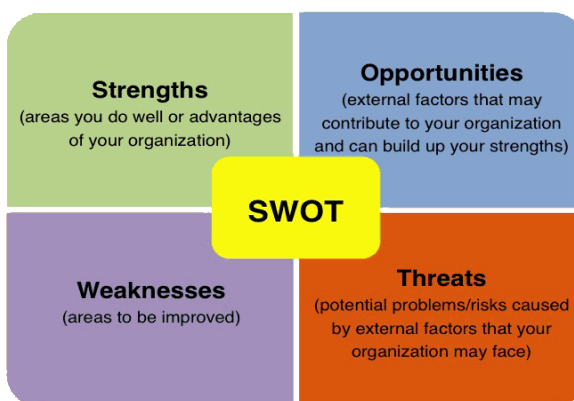 Strengths
(areas you do well or advantages
of your organization)
Opportunities
(external factors that may
contribute to your organization
and can build up your strengths)
SWOT
Weaknesses
(areas to be improved)
Threats
(potential problems/risks caused
by external factors that your
organization may face)